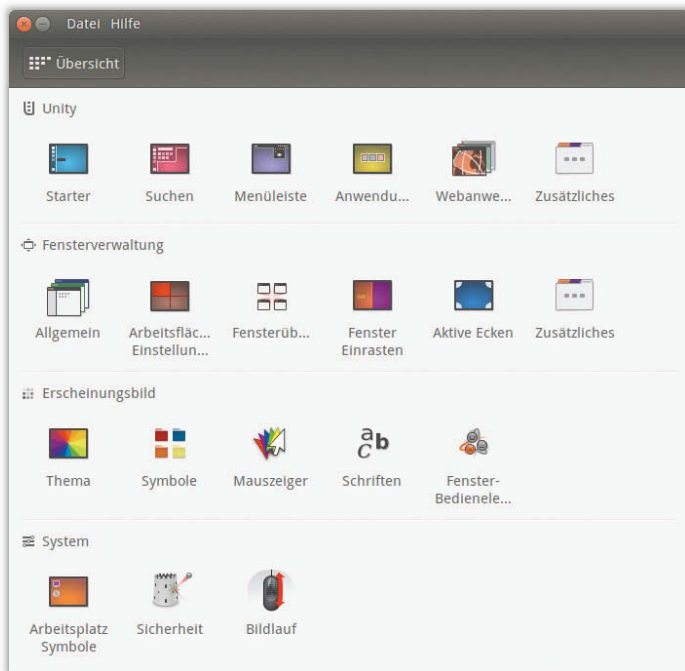 Datei Hilfe
Übersicht
Unity
Starter Suchen Menüleiste Anwendu... Webanwe... Zusätzliches
Fensterverwaltung
Allgemein Arbeitsfläc... Fensterüb... Fenster Aktive Ecken Zusätzliches
Einstellun... Einrasten
Erscheinungsbild
Thema Symbole Mauszeiger Schriften Fenster-
Bedienele...
System
Arbeitsplatz Sicherheit Bildlauf
Symbole